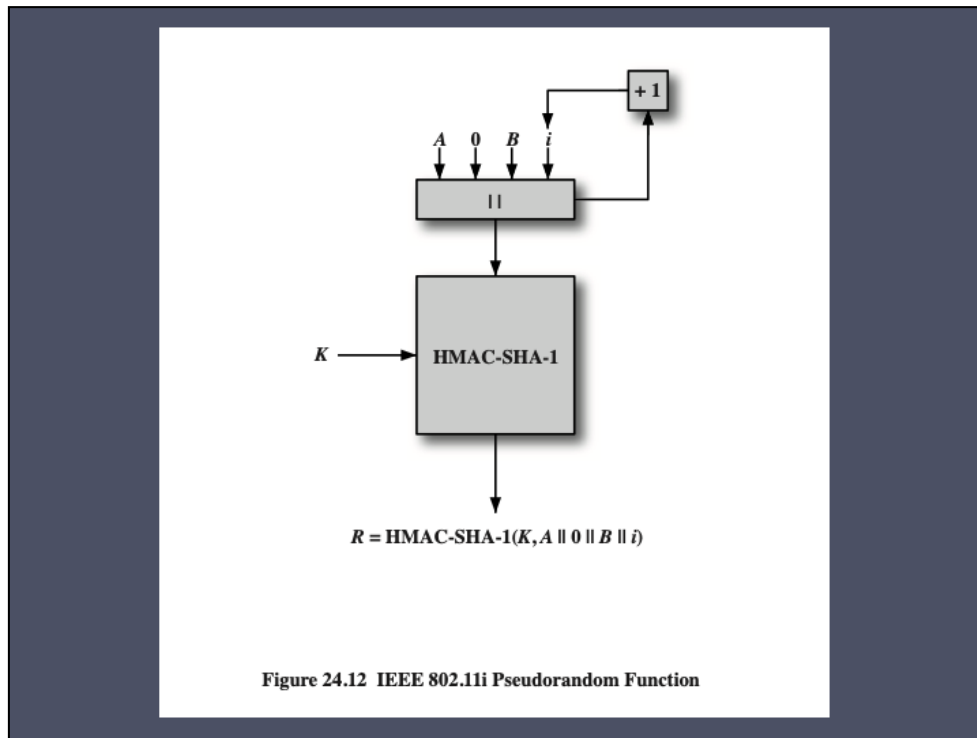 + 1
A 0 B i
||
K
HMAC-SHA-1
R = HMAC-SHA-1(K, A || 0 || B || i)
Figure 24.12 IEEE 802.11i Pseudorandom Function